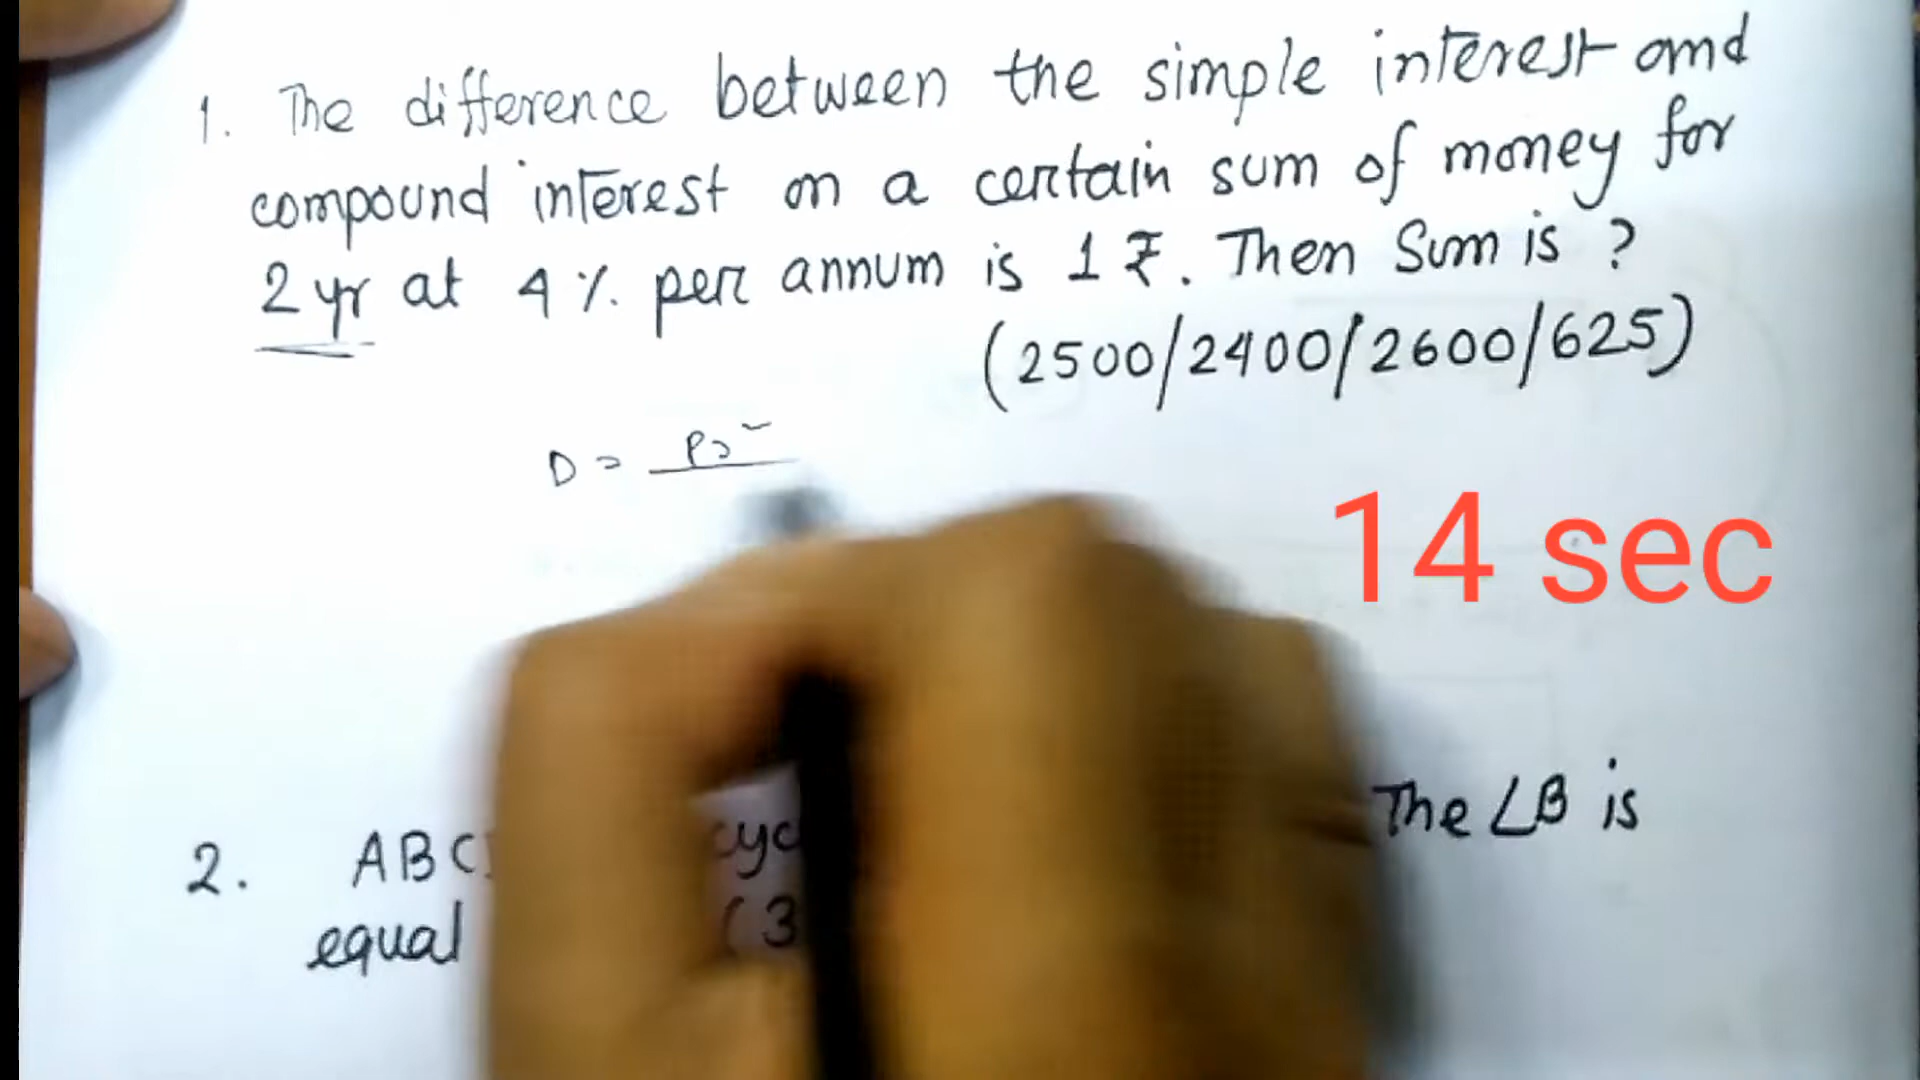 1. The difference between the simple interest and
compound interest on a certain sum of money for
2 yr at 4 % per annum is 1 ₹. Then Sum is ?
(2500/2400/2600/625)
D =
14 sec
2. ABC The ∠B is
equal (3